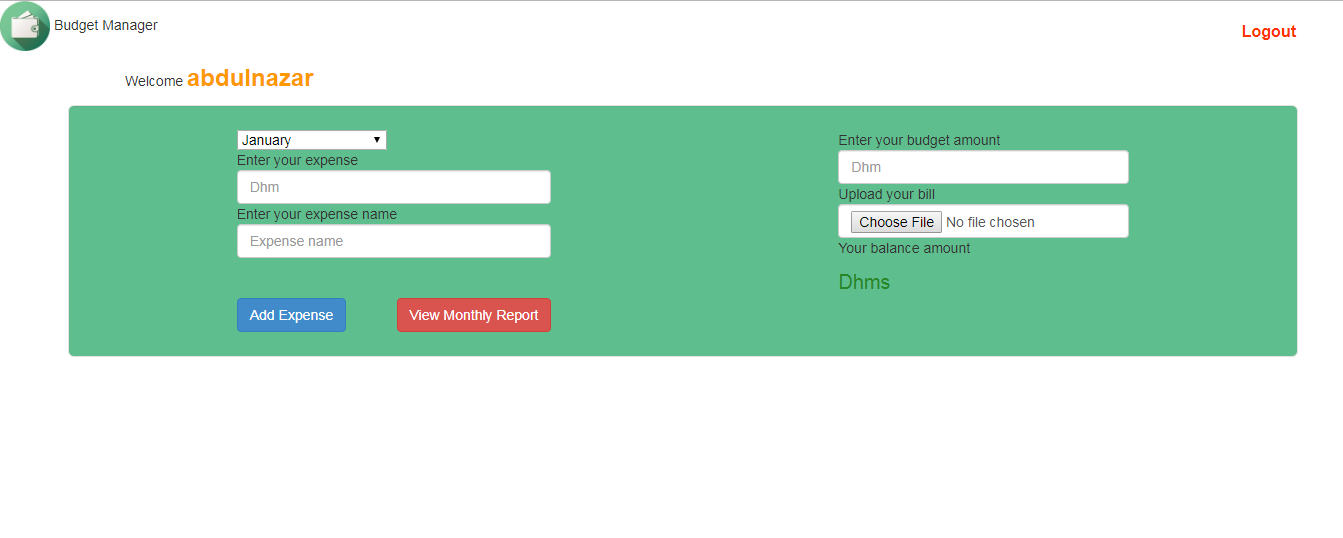 Budget Manager
Logout
Welcome abdulnazar
January
Enter your expense
Dhm
Enter your expense name
Expense name
Add Expense
View Monthly Report
Enter your budget amount
Dhm
Upload your bill
Choose File No file chosen
Your balance amount
Dhms